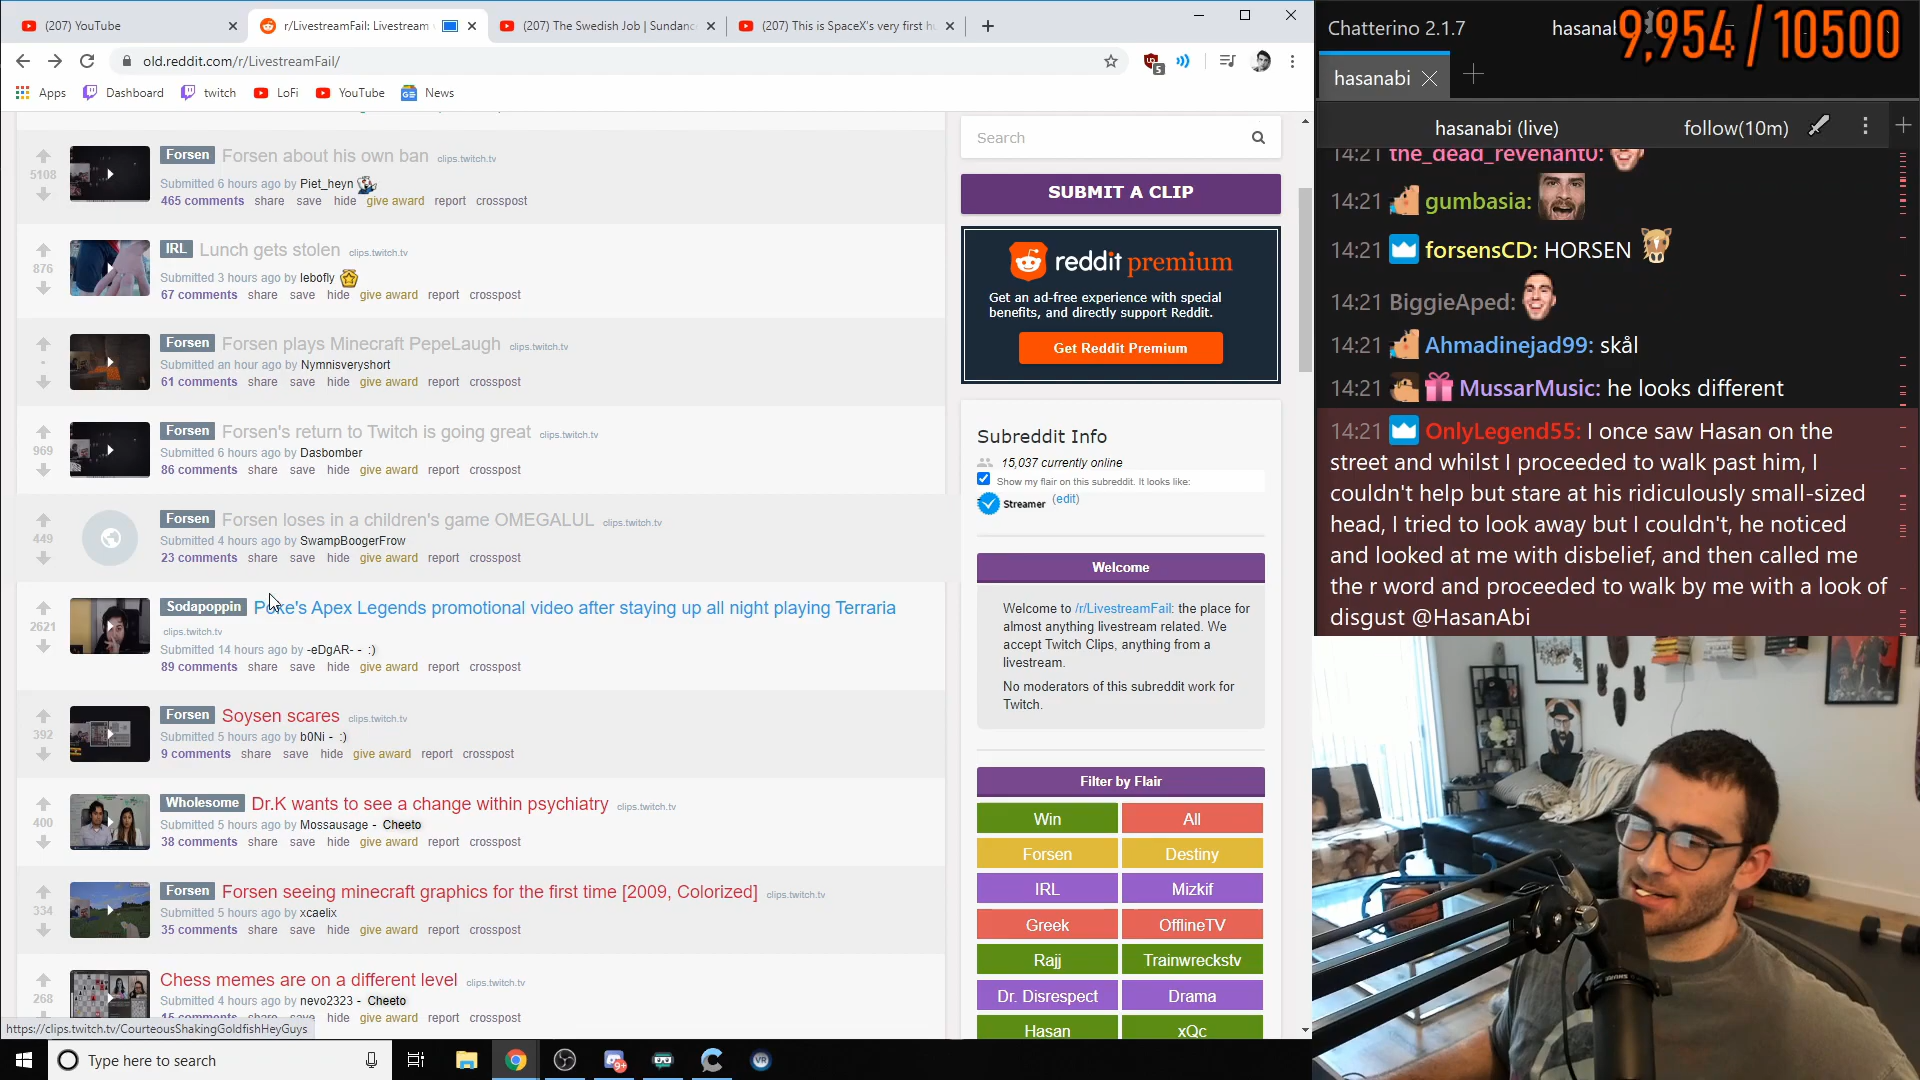 (207) YouTube
r/LivestreamFail: Livestream
(207) The Swedish Job | Sundanc
(207) This is SpaceX's very first h
old.reddit.com/r/LivestreamFail/
5
Apps
Dashboard
twitch
LoFi
YouTube
News
5108
Forsen
Forsen about his own ban clips.twitch.tv
Submitted 6 hours ago by Piet_heyn
465 comments share save hide give award report crosspost
876
IRL
Lunch gets stolen clips.twitch.tv
Submitted 3 hours ago by lebofly
67 comments share save hide give award report crosspost
•
Forsen
Forsen plays Minecraft PepeLaugh clips.twitch.tv
Submitted an hour ago by Nymnisveryshort
61 comments share save hide give award report crosspost
969
Forsen
Forsen's return to Twitch is going great clips.twitch.tv
Submitted 6 hours ago by Dasbomber
86 comments share save hide give award report crosspost
449
Forsen
Forsen loses in a children's game OMEGALUL clips.twitch.tv
Submitted 4 hours ago by SwampBoogerFrow
23 comments share save hide give award report crosspost
2621
Sodapoppin
Poke's Apex Legends promotional video after staying up all night playing Terraria
clips.twitch.tv
Submitted 14 hours ago by -eDgAR- - :)
89 comments share save hide give award report crosspost
392
Forsen
Soysen scares clips.twitch.tv
Submitted 5 hours ago by b0Ni - :)
9 comments share save hide give award report crosspost
400
Wholesome
Dr.K wants to see a change within psychiatry clips.twitch.tv
Submitted 5 hours ago by Mossausage - Cheeto
38 comments share save hide give award report crosspost
334
Forsen
Forsen seeing minecraft graphics for the first time [2009, Colorized] clips.twitch.tv
Submitted 5 hours ago by xcaelix
35 comments share save hide give award report crosspost
268
Chess memes are on a different level clips.twitch.tv
Submitted 4 hours ago by nevo2323 - Cheeto
15 comments share save hide give award report crosspost
https://clips.twitch.tv/CourteousShakingGoldfishHeyGuys
Search
SUBMIT A CLIP
reddit premium
Get an ad-free experience with special
benefits, and directly support Reddit.
Get Reddit Premium
Subreddit Info
15,037 currently online
Show my flair on this subreddit. It looks like:
Streamer (edit)
Welcome
Welcome to /r/LivestreamFail: the place for
almost anything livestream related. We
accept Twitch Clips, anything from a
livestream.
No moderators of this subreddit work for
Twitch.
Filter by Flair
Win All
Forsen Destiny
IRL Mizkif
Greek OfflineTV
Rajj Trainwreckstv
Dr. Disrespect Drama
Hasan xQc
Type here to search
9+
VR
Chatterino 2.1.7
hasanab
9,954 / 10500
hasanabi
hasanabi (live)
follow(10m)
14:21 the_dead_revenant0:
14:21 gumbasia:
14:21 forsensCD: HORSEN
14:21 BiggieAped:
14:21 Ahmadinejad99: skål
14:21 MussarMusic: he looks different
14:21 OnlyLegend55: I once saw Hasan on the
street and whilst I proceeded to walk past him, I
couldn't help but stare at his ridiculously small-sized
head, I tried to look away but I couldn't, he noticed
and looked at me with disbelief, and then called me
the r word and proceeded to walk by me with a look of
disgust @HasanAbi